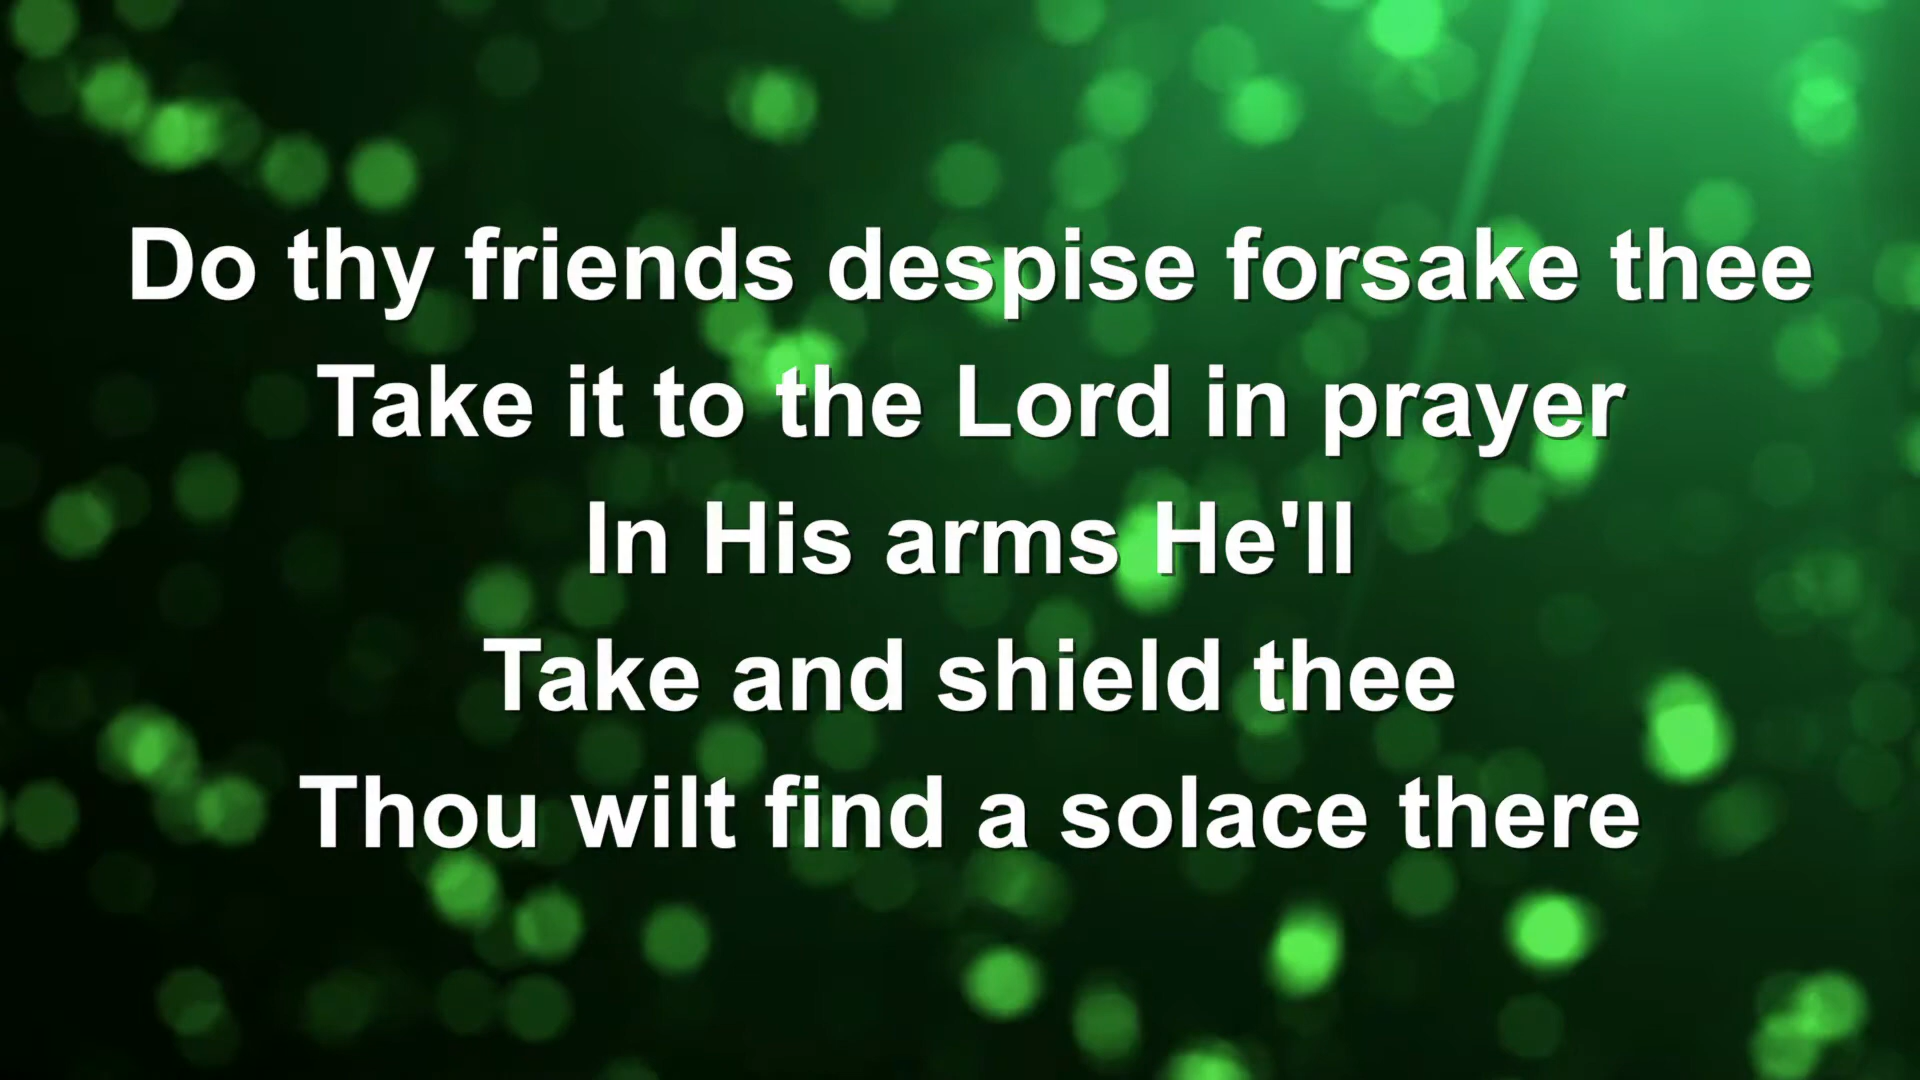 Do thy friends despise forsake thee
Take it to the Lord in prayer
In His arms He'll
Take and shield thee
Thou wilt find a solace there